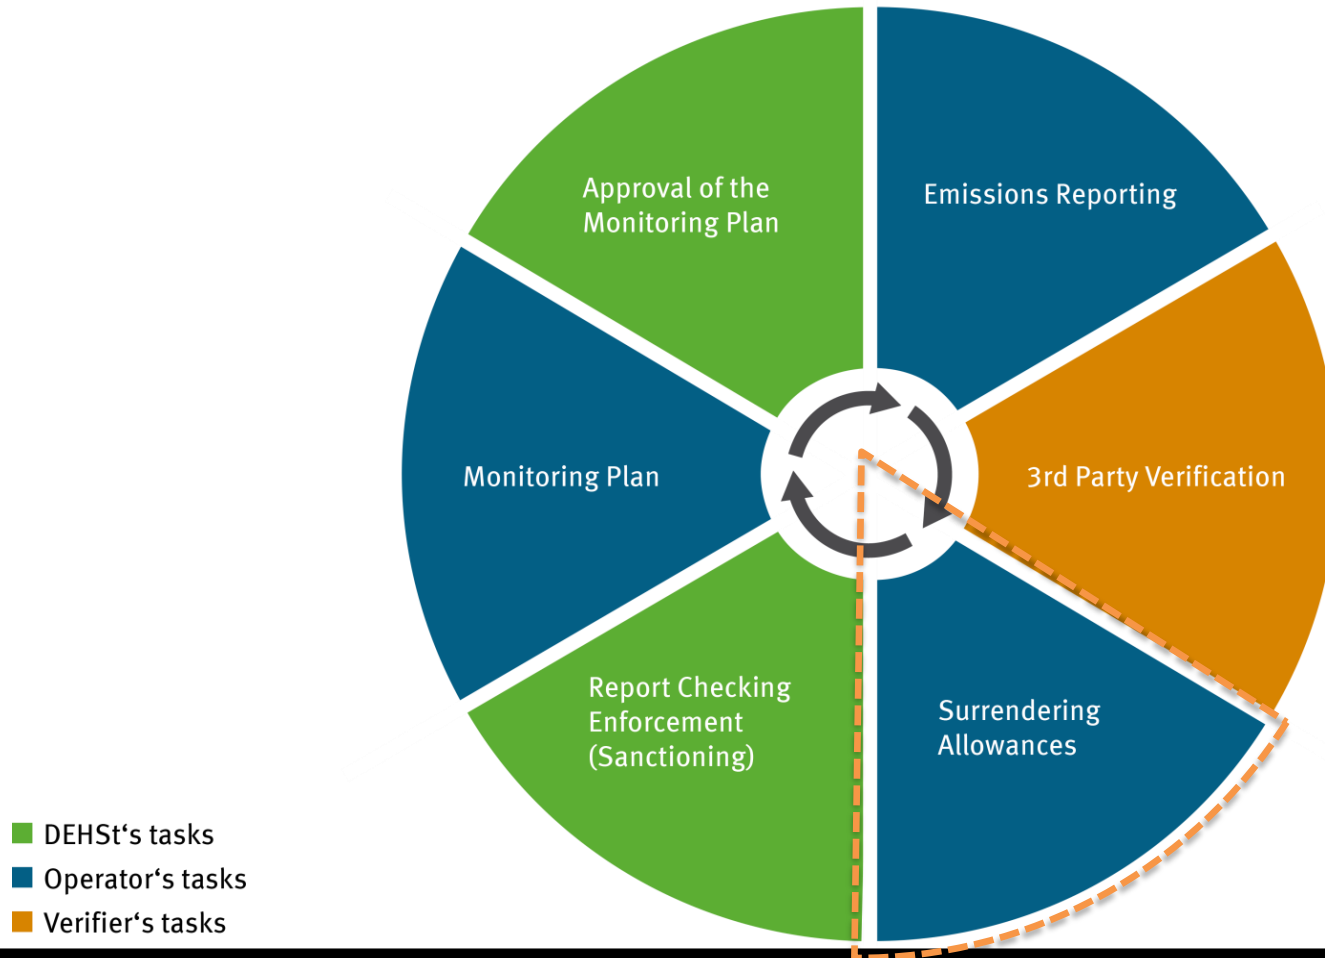 Approval of the
Monitoring Plan
Emissions Reporting
Monitoring Plan
3rd Party Verification
Report Checking
Enforcement
(Sanctioning)
Surrendering
Allowances
DEHSt‘s tasks
Operator‘s tasks
Verifier‘s tasks